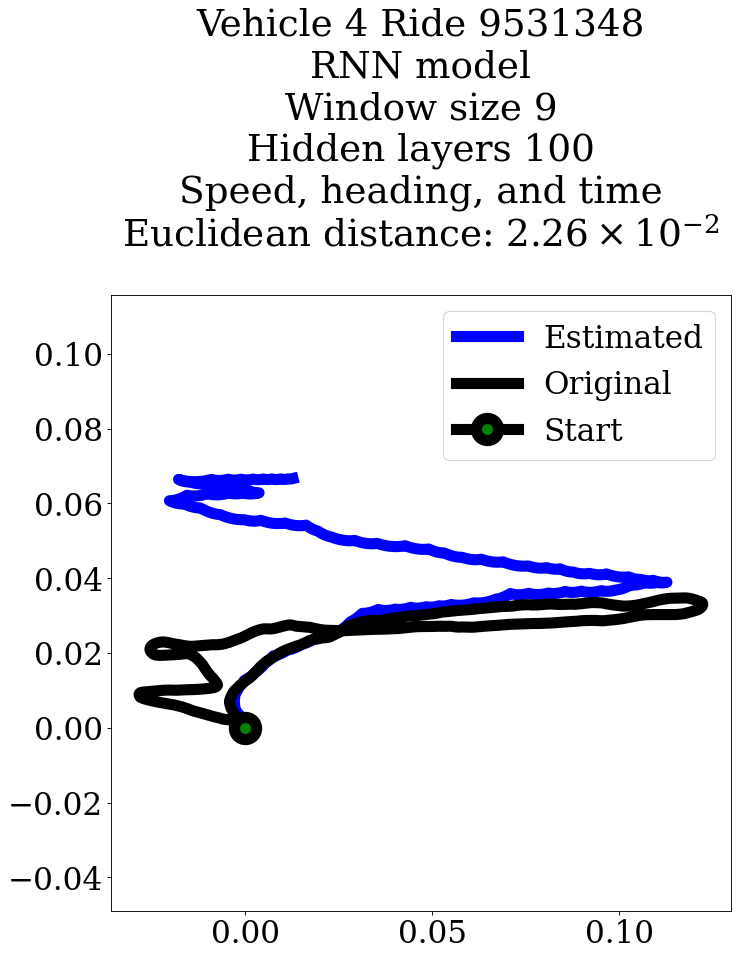 Vehicle 4 Ride 9531348
RNN model
Window size 9
Hidden layers 100
Speed, heading, and time
Euclidean distance: 2.26 × 10⁻²
Estimated
Original
Start
0.10
0.08
0.06
0.04
0.02
0.00
−0.02
−0.04
0.00 0.05 0.10